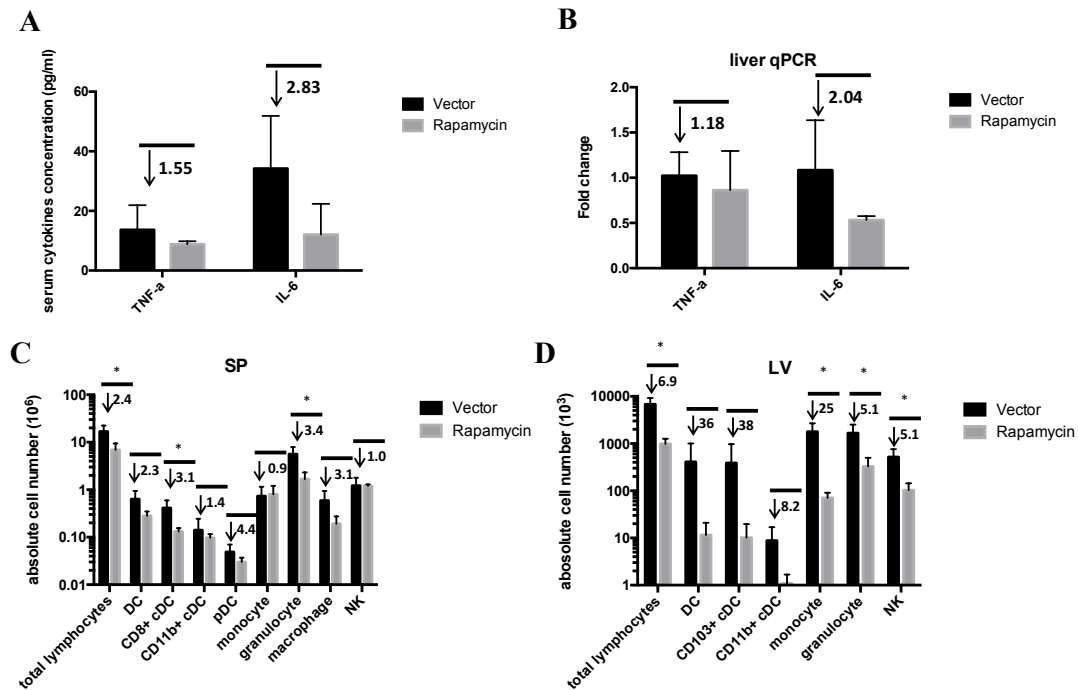 A
serum cytokines concentration (pg/ml)
60
40
20
0
1.55
2.83
TNF-a
IL-6
Vector
Rapamycin
B
liver qPCR
Fold change
2.0
1.5
1.0
0.5
0.0
1.18
2.04
TNF-a
IL-6
Vector
Rapamycin
C
SP
absolute cell number (10⁶)
100
10
1
0.10
0.01
*
2.4
2.3
*
3.1
1.4
4.4
0.9
*
3.4
3.1
1.0
total lymphocytes
DC
CD8+ cDC
CD11b+ cDC
pDC
monocyte
granulocyte
macrophage
NK
Vector
Rapamycin
D
LV
abosolute cell number (10³)
10000
1000
100
10
1
*
6.9
36
38
8.2
*
25
*
5.1
*
5.1
total lymphocytes
DC
CD103+ cDC
CD11b+ cDC
monocyte
granulocyte
NK
Vector
Rapamycin